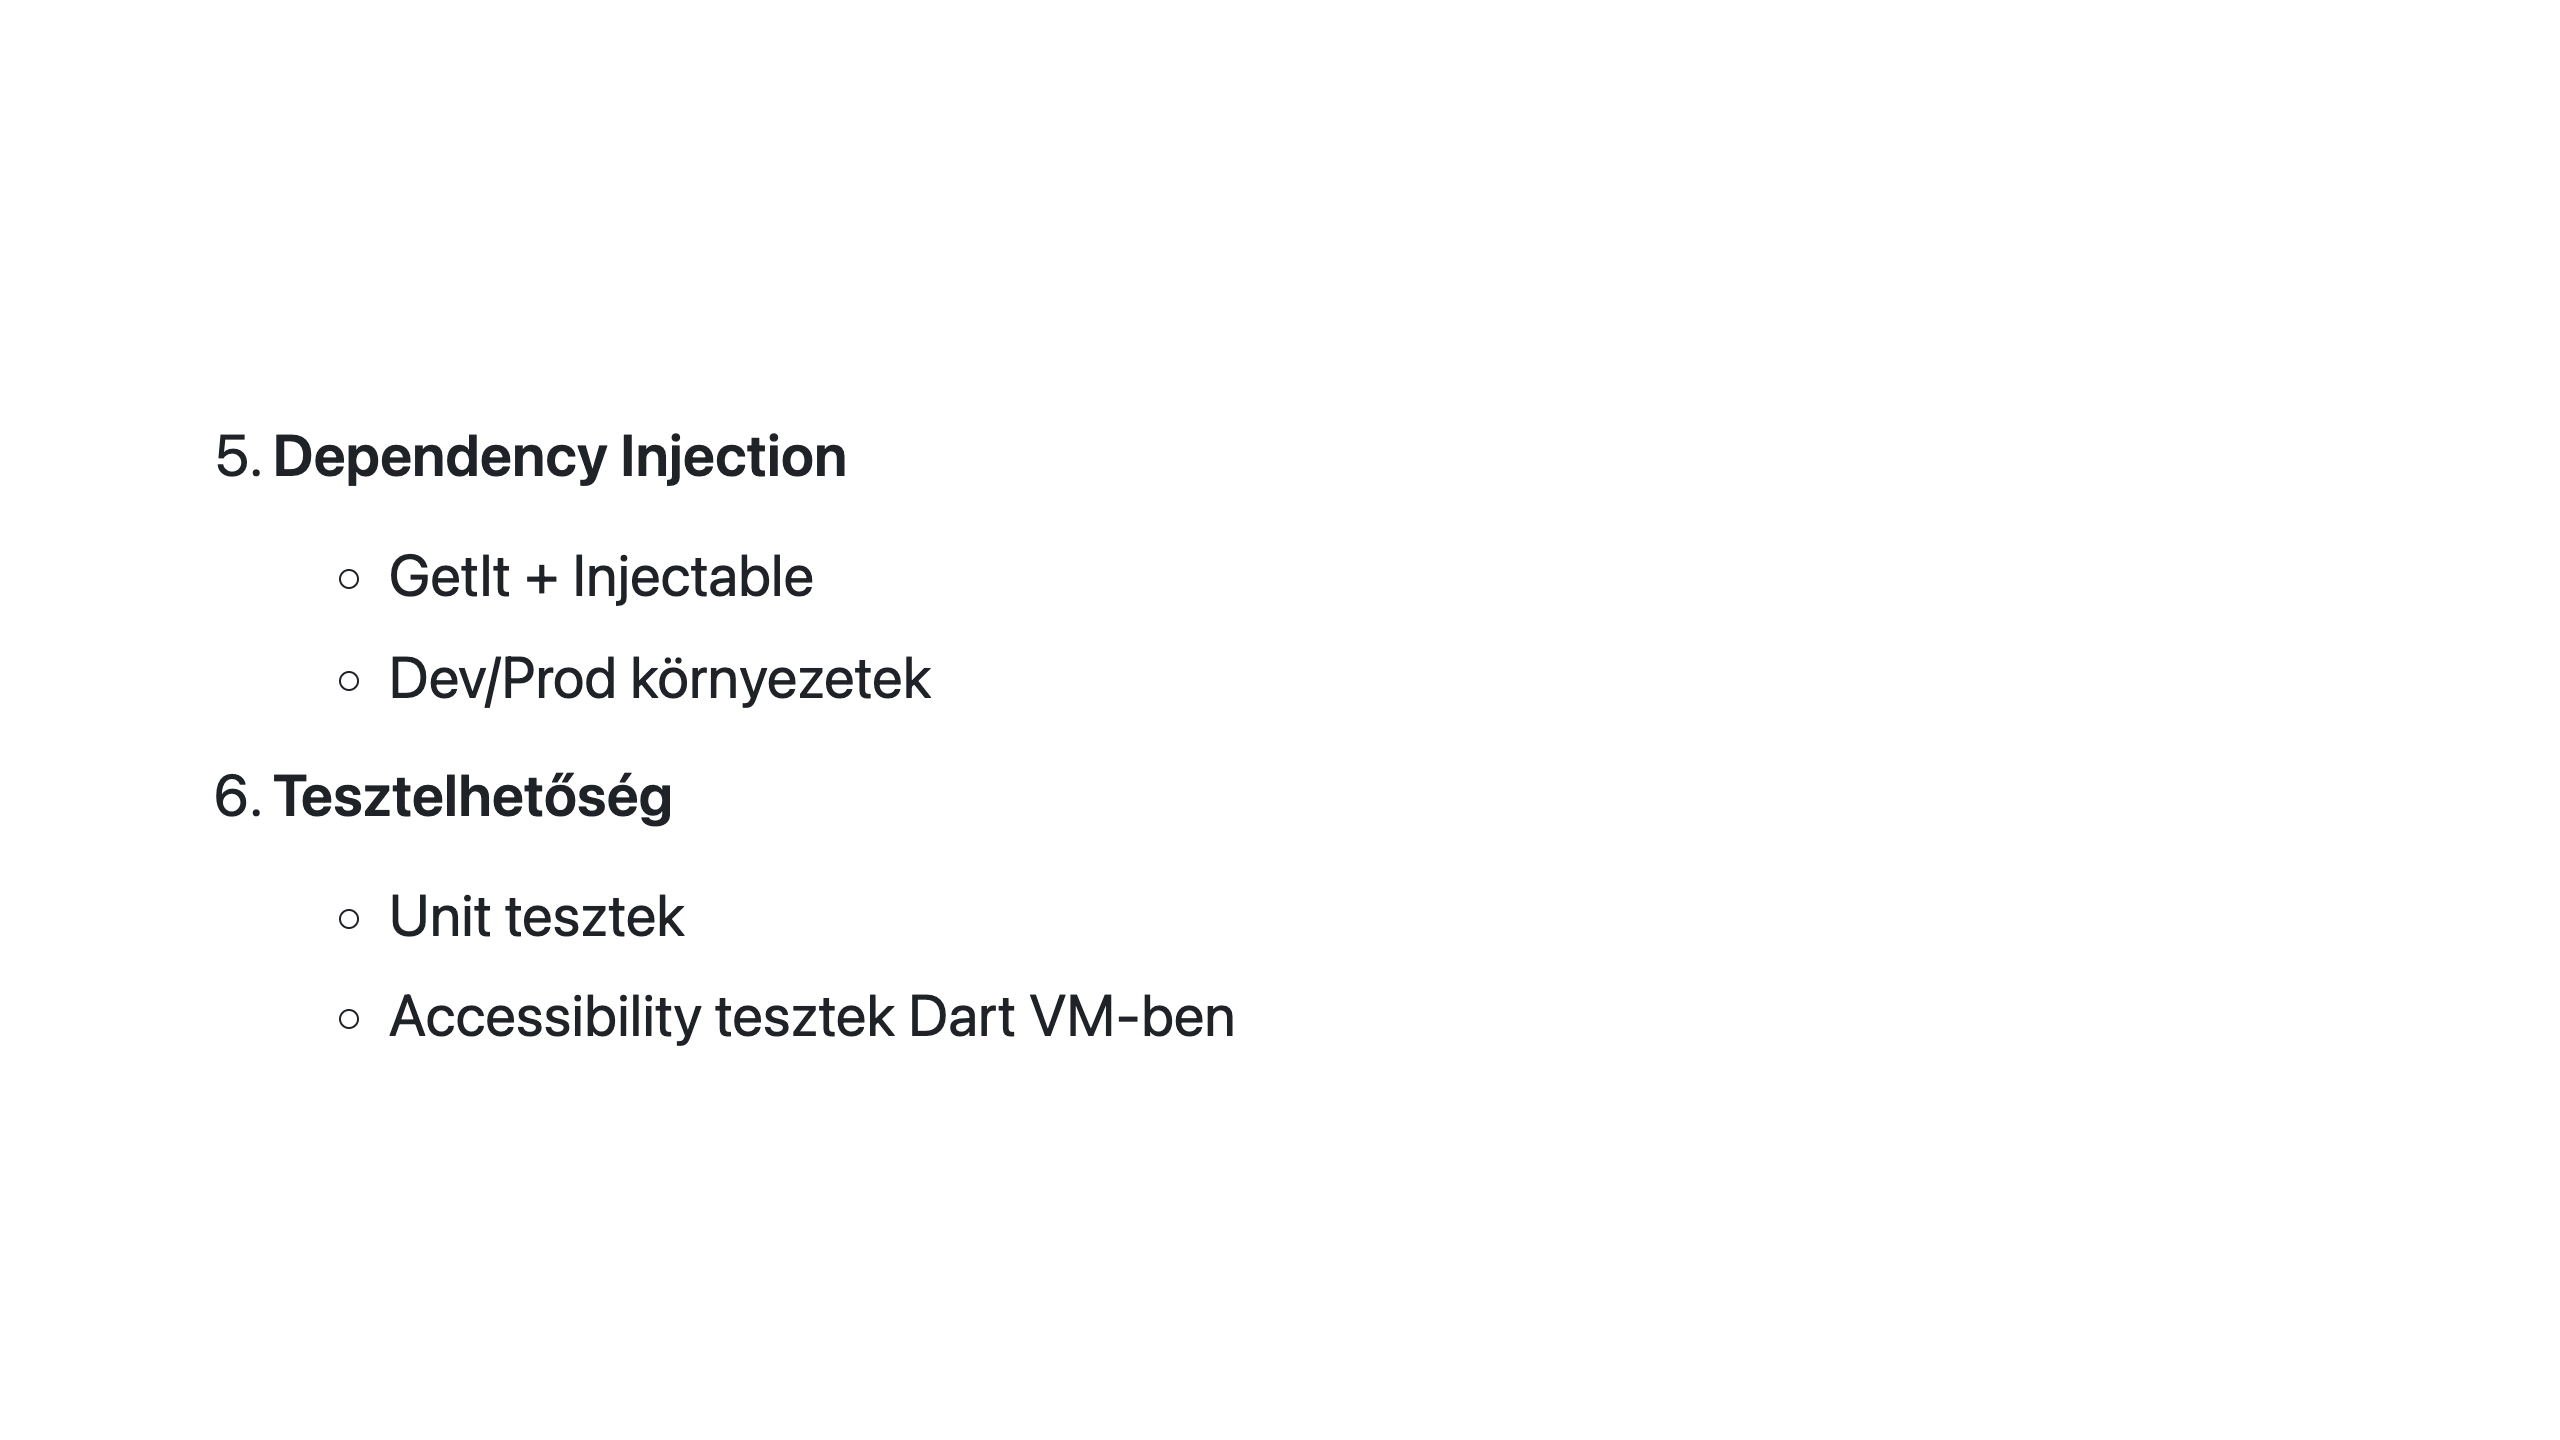 5. Dependency Injection
○ GetIt + Injectable
○ Dev/Prod környezetek
6. Tesztelhetőség
○ Unit tesztek
○ Accessibility tesztek Dart VM-ben